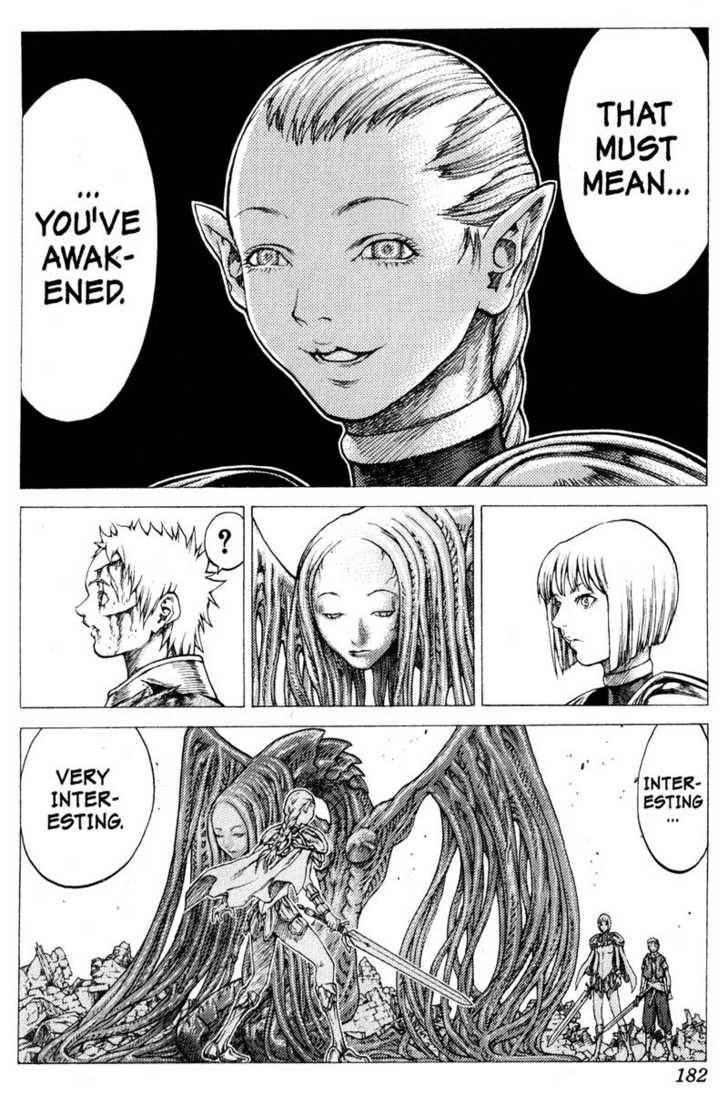 THAT
MUST
MEAN...
...
YOU'VE
AWAK-
ENED.
?
INTER-
ESTING
...
VERY
INTER-
ESTING.
182